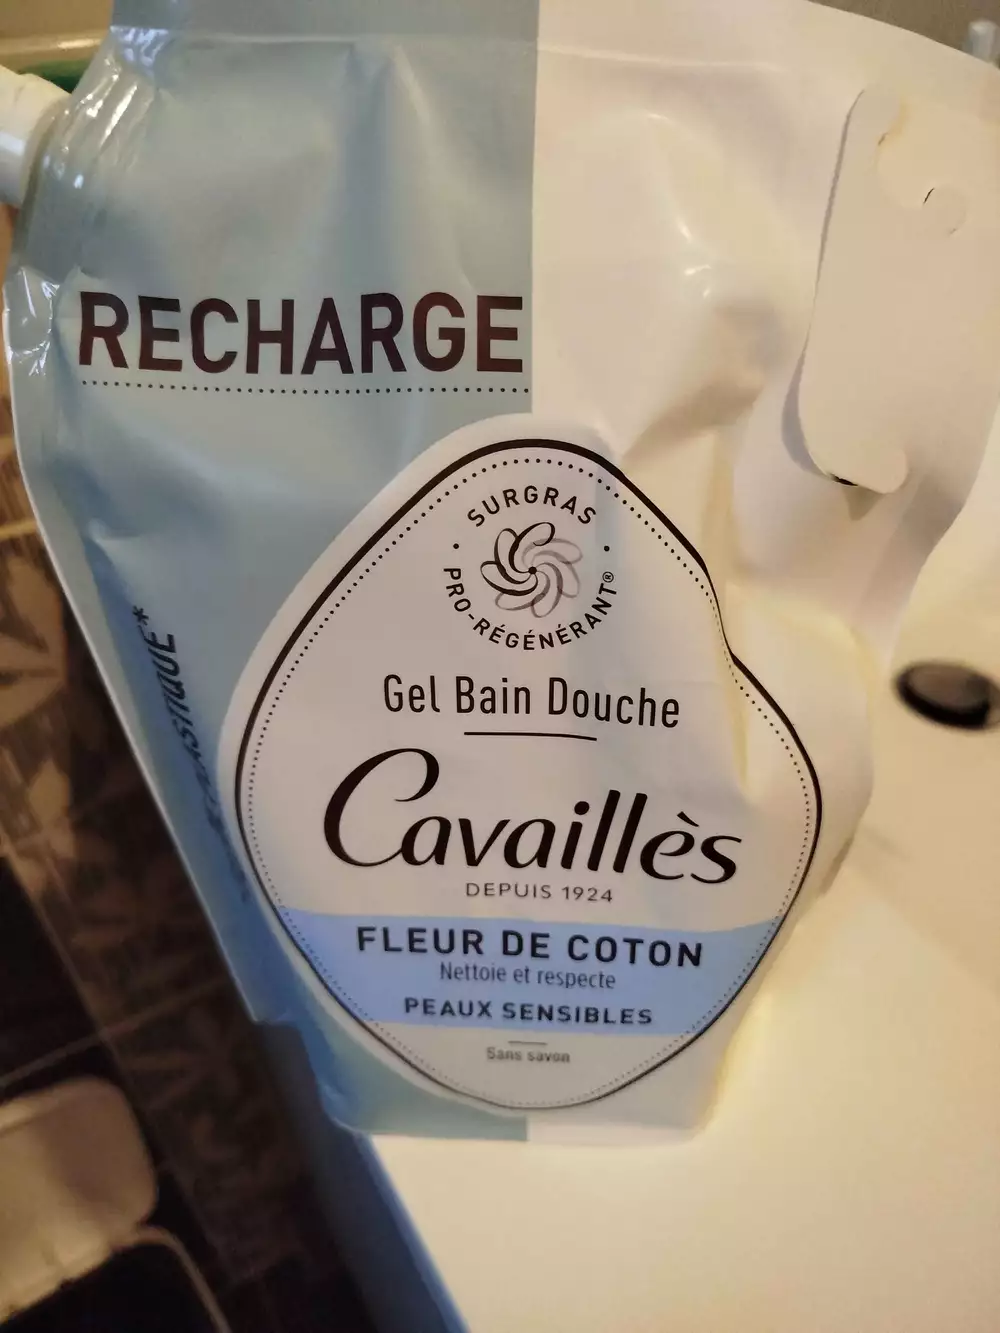 RECHARGE
SURGRAS
PRO-RÉGÉNÉRANT®
Gel Bain Douche
Cavaillès
DEPUIS 1924
FLEUR DE COTON
Nettoie et respecte
PEAUX SENSIBLES
Sans savon